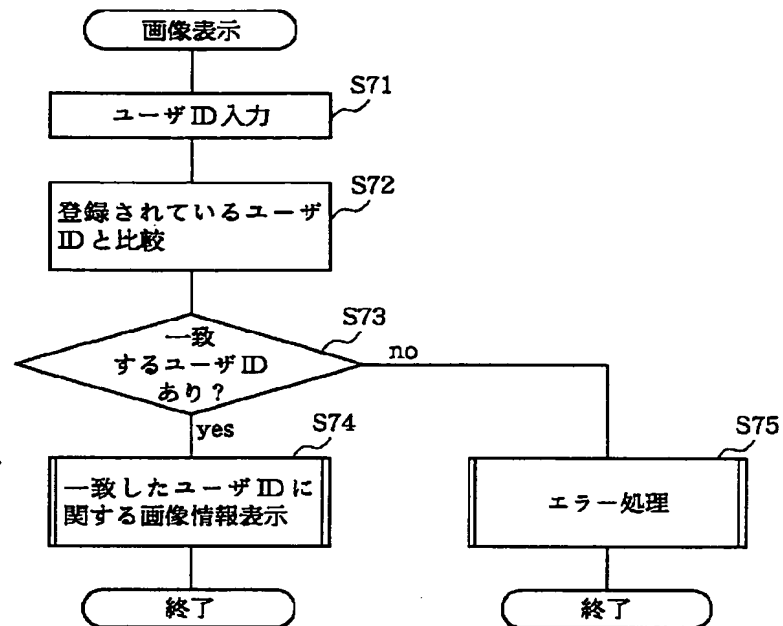 画像表示
S71
ユーザID入力
S72
登録されているユーザ
IDと比較
S73
一致
するユーザID
あり?
no
yes
S74
一致したユーザIDに
関する画像情報表示
S75
エラー処理
終了
終了